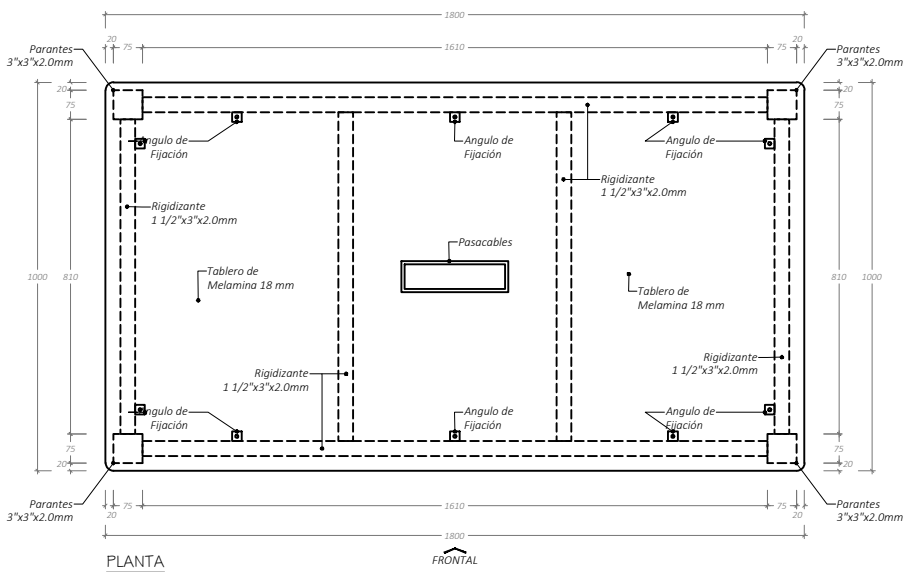 1800
20
75
1610
75
20
Parantes
3"x3"x2.0mm
Parantes
3"x3"x2.0mm
20
75
20
75
Angulo de
Fijación
Angulo de
Fijación
Angulo de
Fijación
Rigidizante
1 1/2"x3"x2.0mm
Rigidizante
1 1/2"x3"x2.0mm
Pasacables
1000
810
Tablero de
Melamina 18 mm
Tablero de
Melamina 18 mm
810
1000
Rigidizante
1 1/2"x3"x2.0mm
Rigidizante
1 1/2"x3"x2.0mm
Angulo de
Fijación
Angulo de
Fijación
Angulo de
Fijación
75
20
75
20
Parantes
3"x3"x2.0mm
Parantes
3"x3"x2.0mm
20
75
1610
75
20
1800
PLANTA
FRONTAL